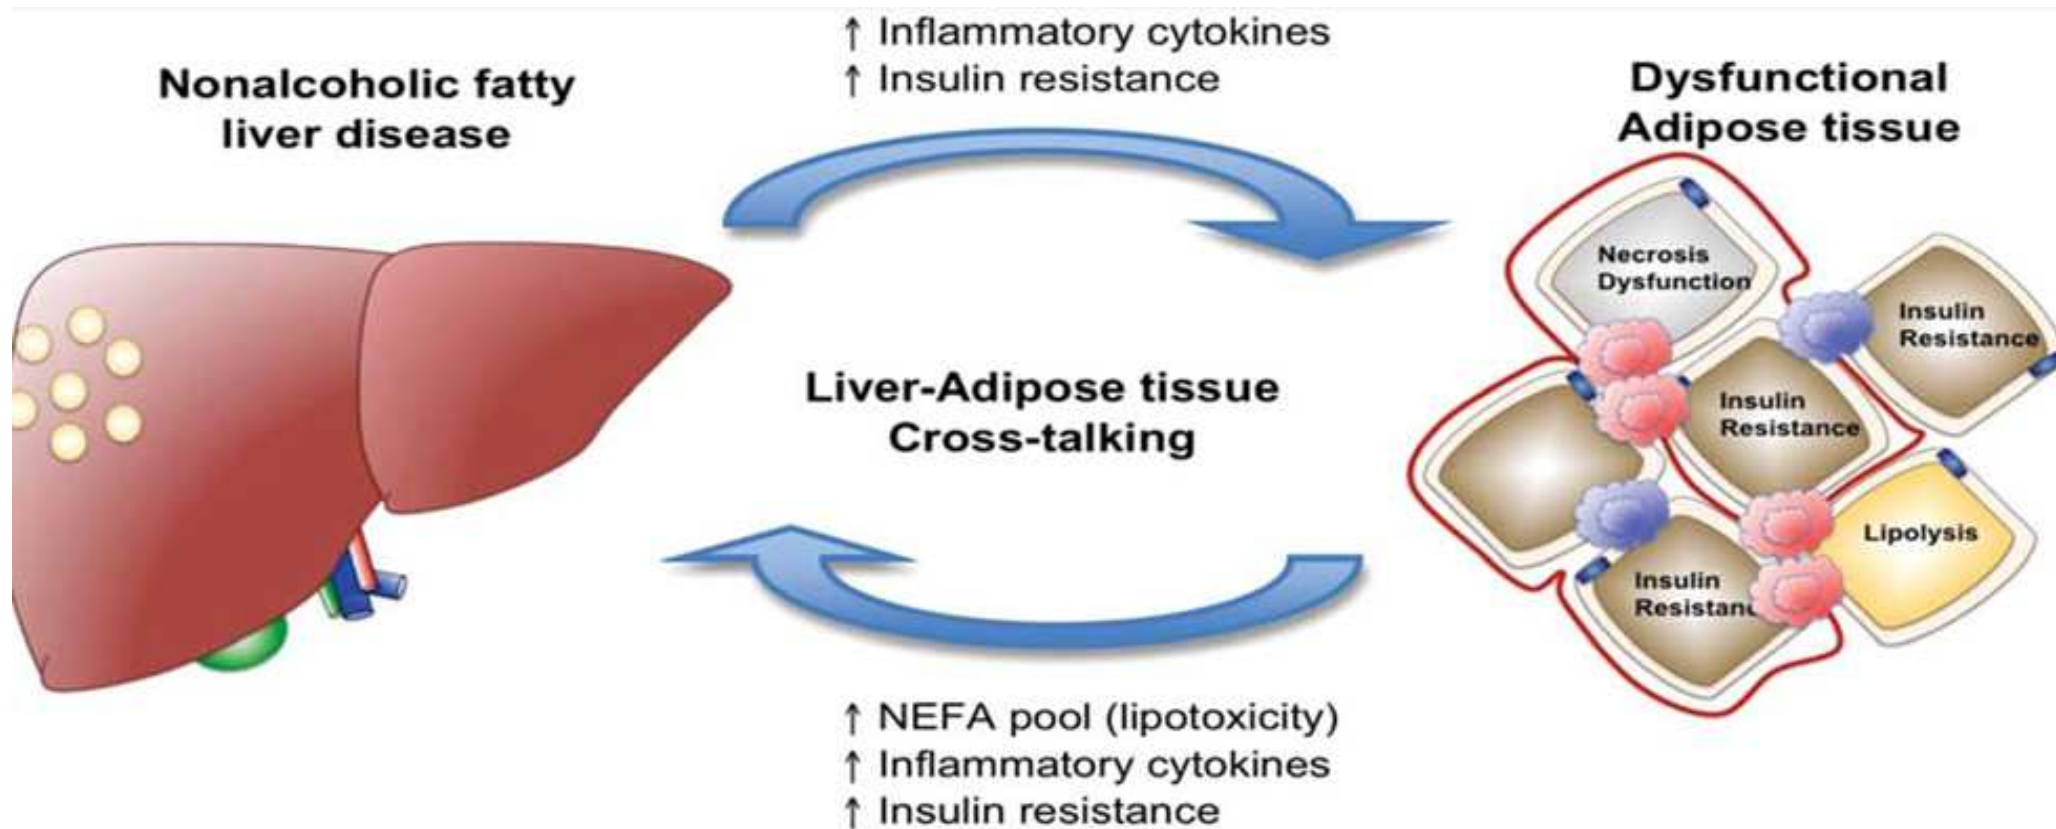 ↑ Inflammatory cytokines
↑ Insulin resistance
Nonalcoholic fatty
liver disease
Dysfunctional
Adipose tissue
Necrosis
Dysfunction
Insulin
Resistance
Insulin
Resistance
Liver-Adipose tissue
Cross-talking
Lipolysis
Insulin
Resistanc
↑ NEFA pool (lipotoxicity)
↑ Inflammatory cytokines
↑ Insulin resistance